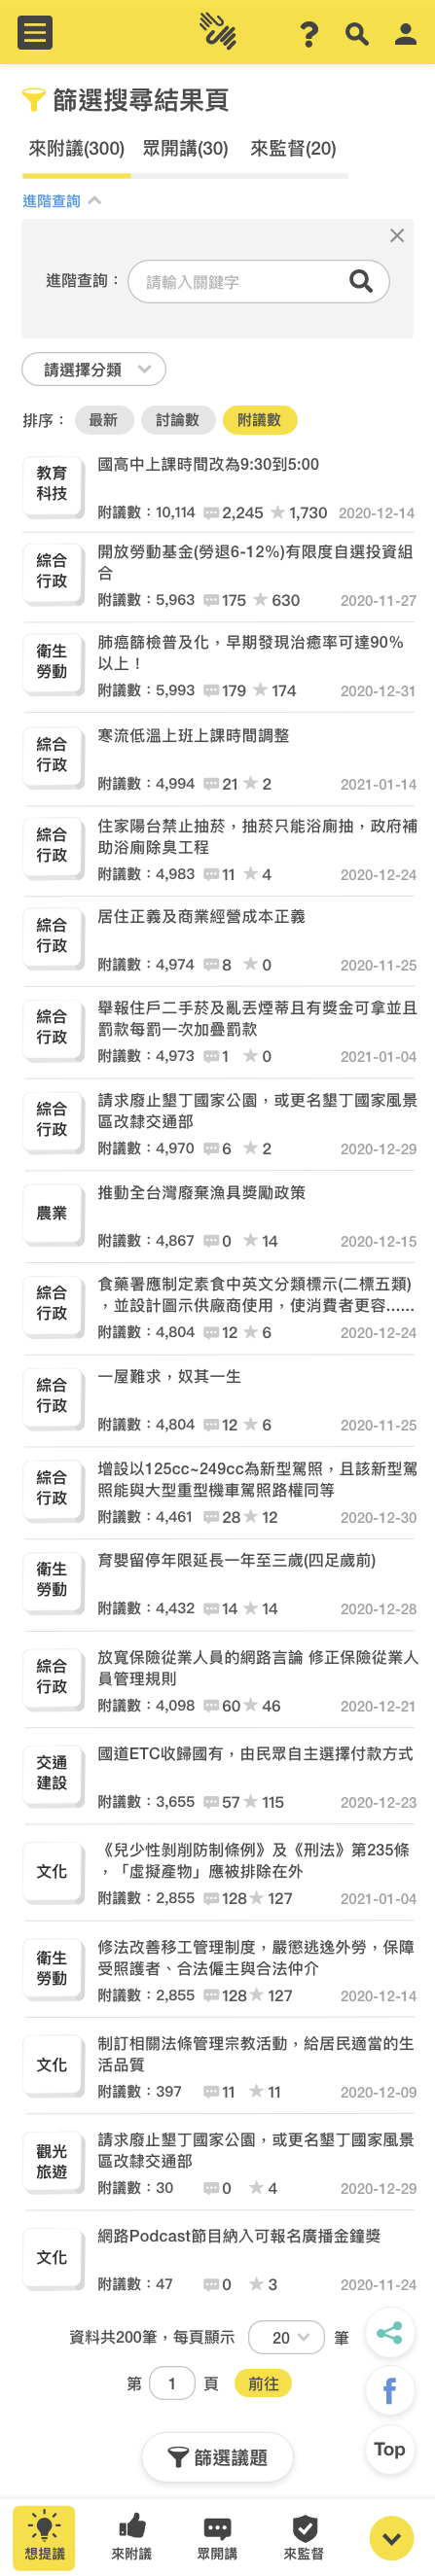 篩選搜尋結果頁
來附議(300) 眾開講(30) 來監督(20)
進階查詢
進階查詢： 請輸入關鍵字
請選擇分類
排序： 最新 討論數 附議數
教育
科技
國高中上課時間改為9:30到5:00
附議數：10,114 2,245 1,730 2020-12-14
綜合
行政
開放勞動基金(勞退6-12%)有限度自選投資組
合
附議數：5,963 175 630 2020-11-27
衛生
勞動
肺癌篩檢普及化，早期發現治癒率可達90%
以上！
附議數：5,993 179 174 2020-12-31
綜合
行政
寒流低溫上班上課時間調整
附議數：4,994 21 2 2021-01-14
綜合
行政
住家陽台禁止抽菸，抽菸只能浴廁抽，政府補
助浴廁除臭工程
附議數：4,983 11 4 2020-12-24
綜合
行政
居住正義及商業經營成本正義
附議數：4,974 8 0 2020-11-25
綜合
行政
舉報住戶二手菸及亂丟煙蒂且有獎金可拿並且
罰款每罰一次加疊罰款
附議數：4,973 1 0 2021-01-04
綜合
行政
請求廢止墾丁國家公園，或更名墾丁國家風景
區改隸交通部
附議數：4,970 6 2 2020-12-29
農業
推動全台灣廢棄漁具獎勵政策
附議數：4,867 0 14 2020-12-15
綜合
行政
食藥署應制定素食中英文分類標示(二標五類)
，並設計圖示供廠商使用，使消費者更容......
附議數：4,804 12 6 2020-12-24
綜合
行政
一屋難求，奴其一生
附議數：4,804 12 6 2020-11-25
綜合
行政
增設以125cc~249cc為新型駕照，且該新型駕
照能與大型重型機車駕照路權同等
附議數：4,461 28 12 2020-12-30
衛生
勞動
育嬰留停年限延長一年至三歲(四足歲前)
附議數：4,432 14 14 2020-12-28
綜合
行政
放寬保險從業人員的網路言論 修正保險從業人
員管理規則
附議數：4,098 60 46 2020-12-21
交通
建設
國道ETC收歸國有，由民眾自主選擇付款方式
附議數：3,655 57 115 2020-12-23
文化
《兒少性剝削防制條例》及《刑法》第235條
，「虛擬產物」應被排除在外
附議數：2,855 128 127 2021-01-04
衛生
勞動
修法改善移工管理制度，嚴懲逃逸外勞，保障
受照護者、合法僱主與合法仲介
附議數：2,855 128 127 2020-12-14
文化
制訂相關法條管理宗教活動，給居民適當的生
活品質
附議數：397 11 11 2020-12-09
觀光
旅遊
請求廢止墾丁國家公園，或更名墾丁國家風景
區改隸交通部
附議數：30 0 4 2020-12-29
文化
網路Podcast節目納入可報名廣播金鐘獎
附議數：47 0 3 2020-11-24
資料共200筆，每頁顯示 20 筆
第 1 頁 前往
Top
篩選議題
想提議 來附議 眾開講 來監督